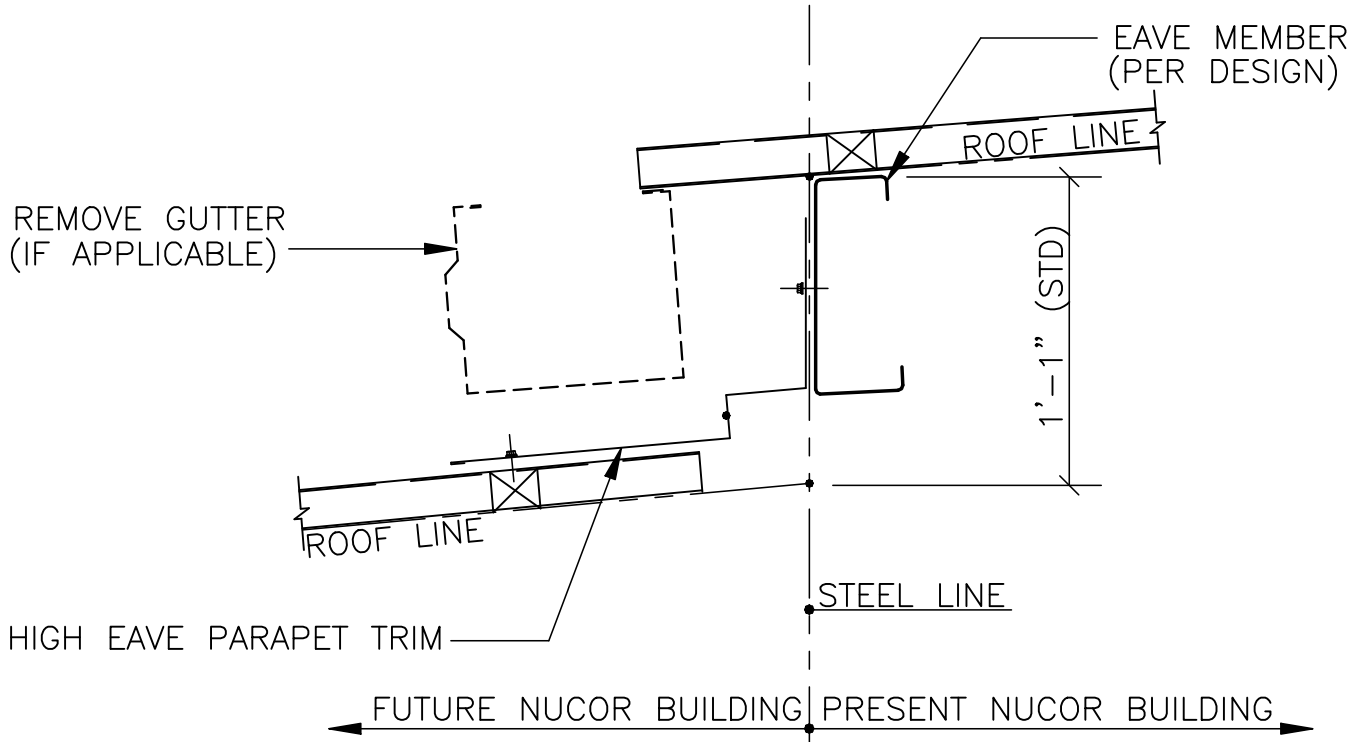 EAVE MEMBER
(PER DESIGN)
ROOF LINE
REMOVE GUTTER
(IF APPLICABLE)
1'-1" (STD)
ROOF LINE
STEEL LINE
HIGH EAVE PARAPET TRIM
FUTURE NUCOR BUILDING
PRESENT NUCOR BUILDING